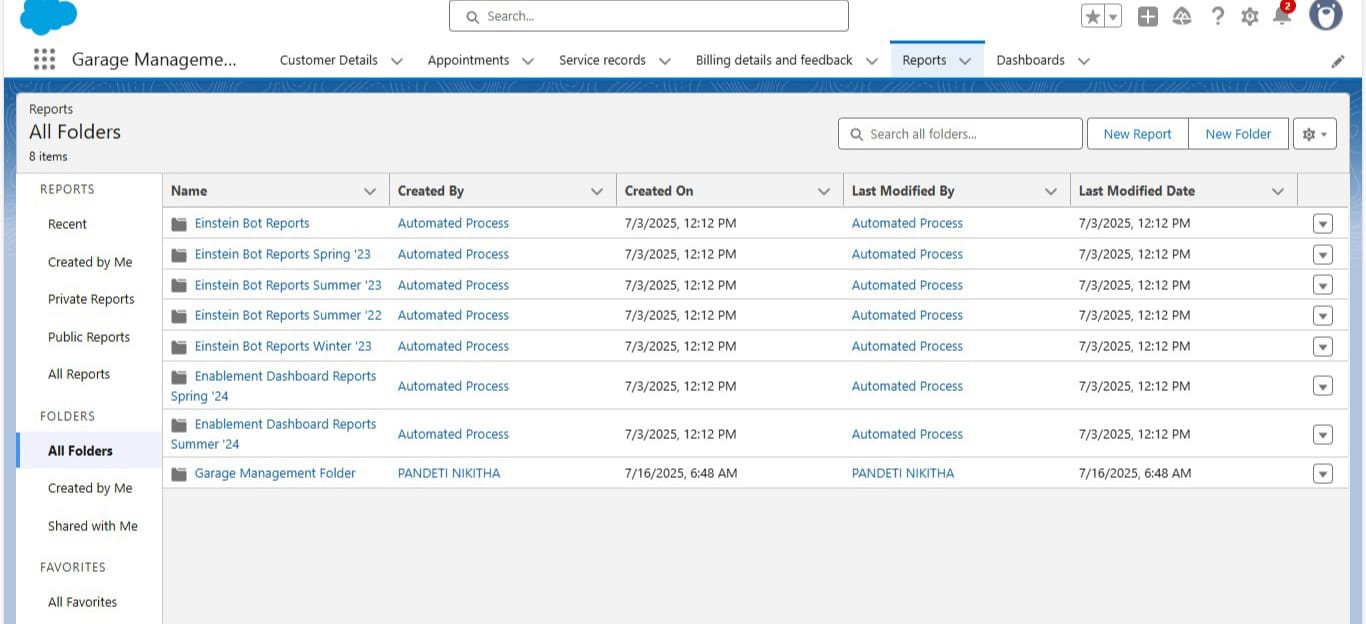 Search...
2
Garage Manageme...
Customer Details
Appointments
Service records
Billing details and feedback
Reports
Dashboards
Reports
All Folders
8 items
Search all folders...
New Report
New Folder
REPORTS
Recent
Created by Me
Private Reports
Public Reports
All Reports
FOLDERS
All Folders
Created by Me
Shared with Me
FAVORITES
All Favorites
Name Created By Created On Last Modified By Last Modified Date
Einstein Bot Reports Automated Process 7/3/2025, 12:12 PM Automated Process 7/3/2025, 12:12 PM
Einstein Bot Reports Spring '23 Automated Process 7/3/2025, 12:12 PM Automated Process 7/3/2025, 12:12 PM
Einstein Bot Reports Summer '23 Automated Process 7/3/2025, 12:12 PM Automated Process 7/3/2025, 12:12 PM
Einstein Bot Reports Summer '22 Automated Process 7/3/2025, 12:12 PM Automated Process 7/3/2025, 12:12 PM
Einstein Bot Reports Winter '23 Automated Process 7/3/2025, 12:12 PM Automated Process 7/3/2025, 12:12 PM
Enablement Dashboard Reports
Spring '24 Automated Process 7/3/2025, 12:12 PM Automated Process 7/3/2025, 12:12 PM
Enablement Dashboard Reports
Summer '24 Automated Process 7/3/2025, 12:12 PM Automated Process 7/3/2025, 12:12 PM
Garage Management Folder PANDETI NIKITHA 7/16/2025, 6:48 AM PANDETI NIKITHA 7/16/2025, 6:48 AM